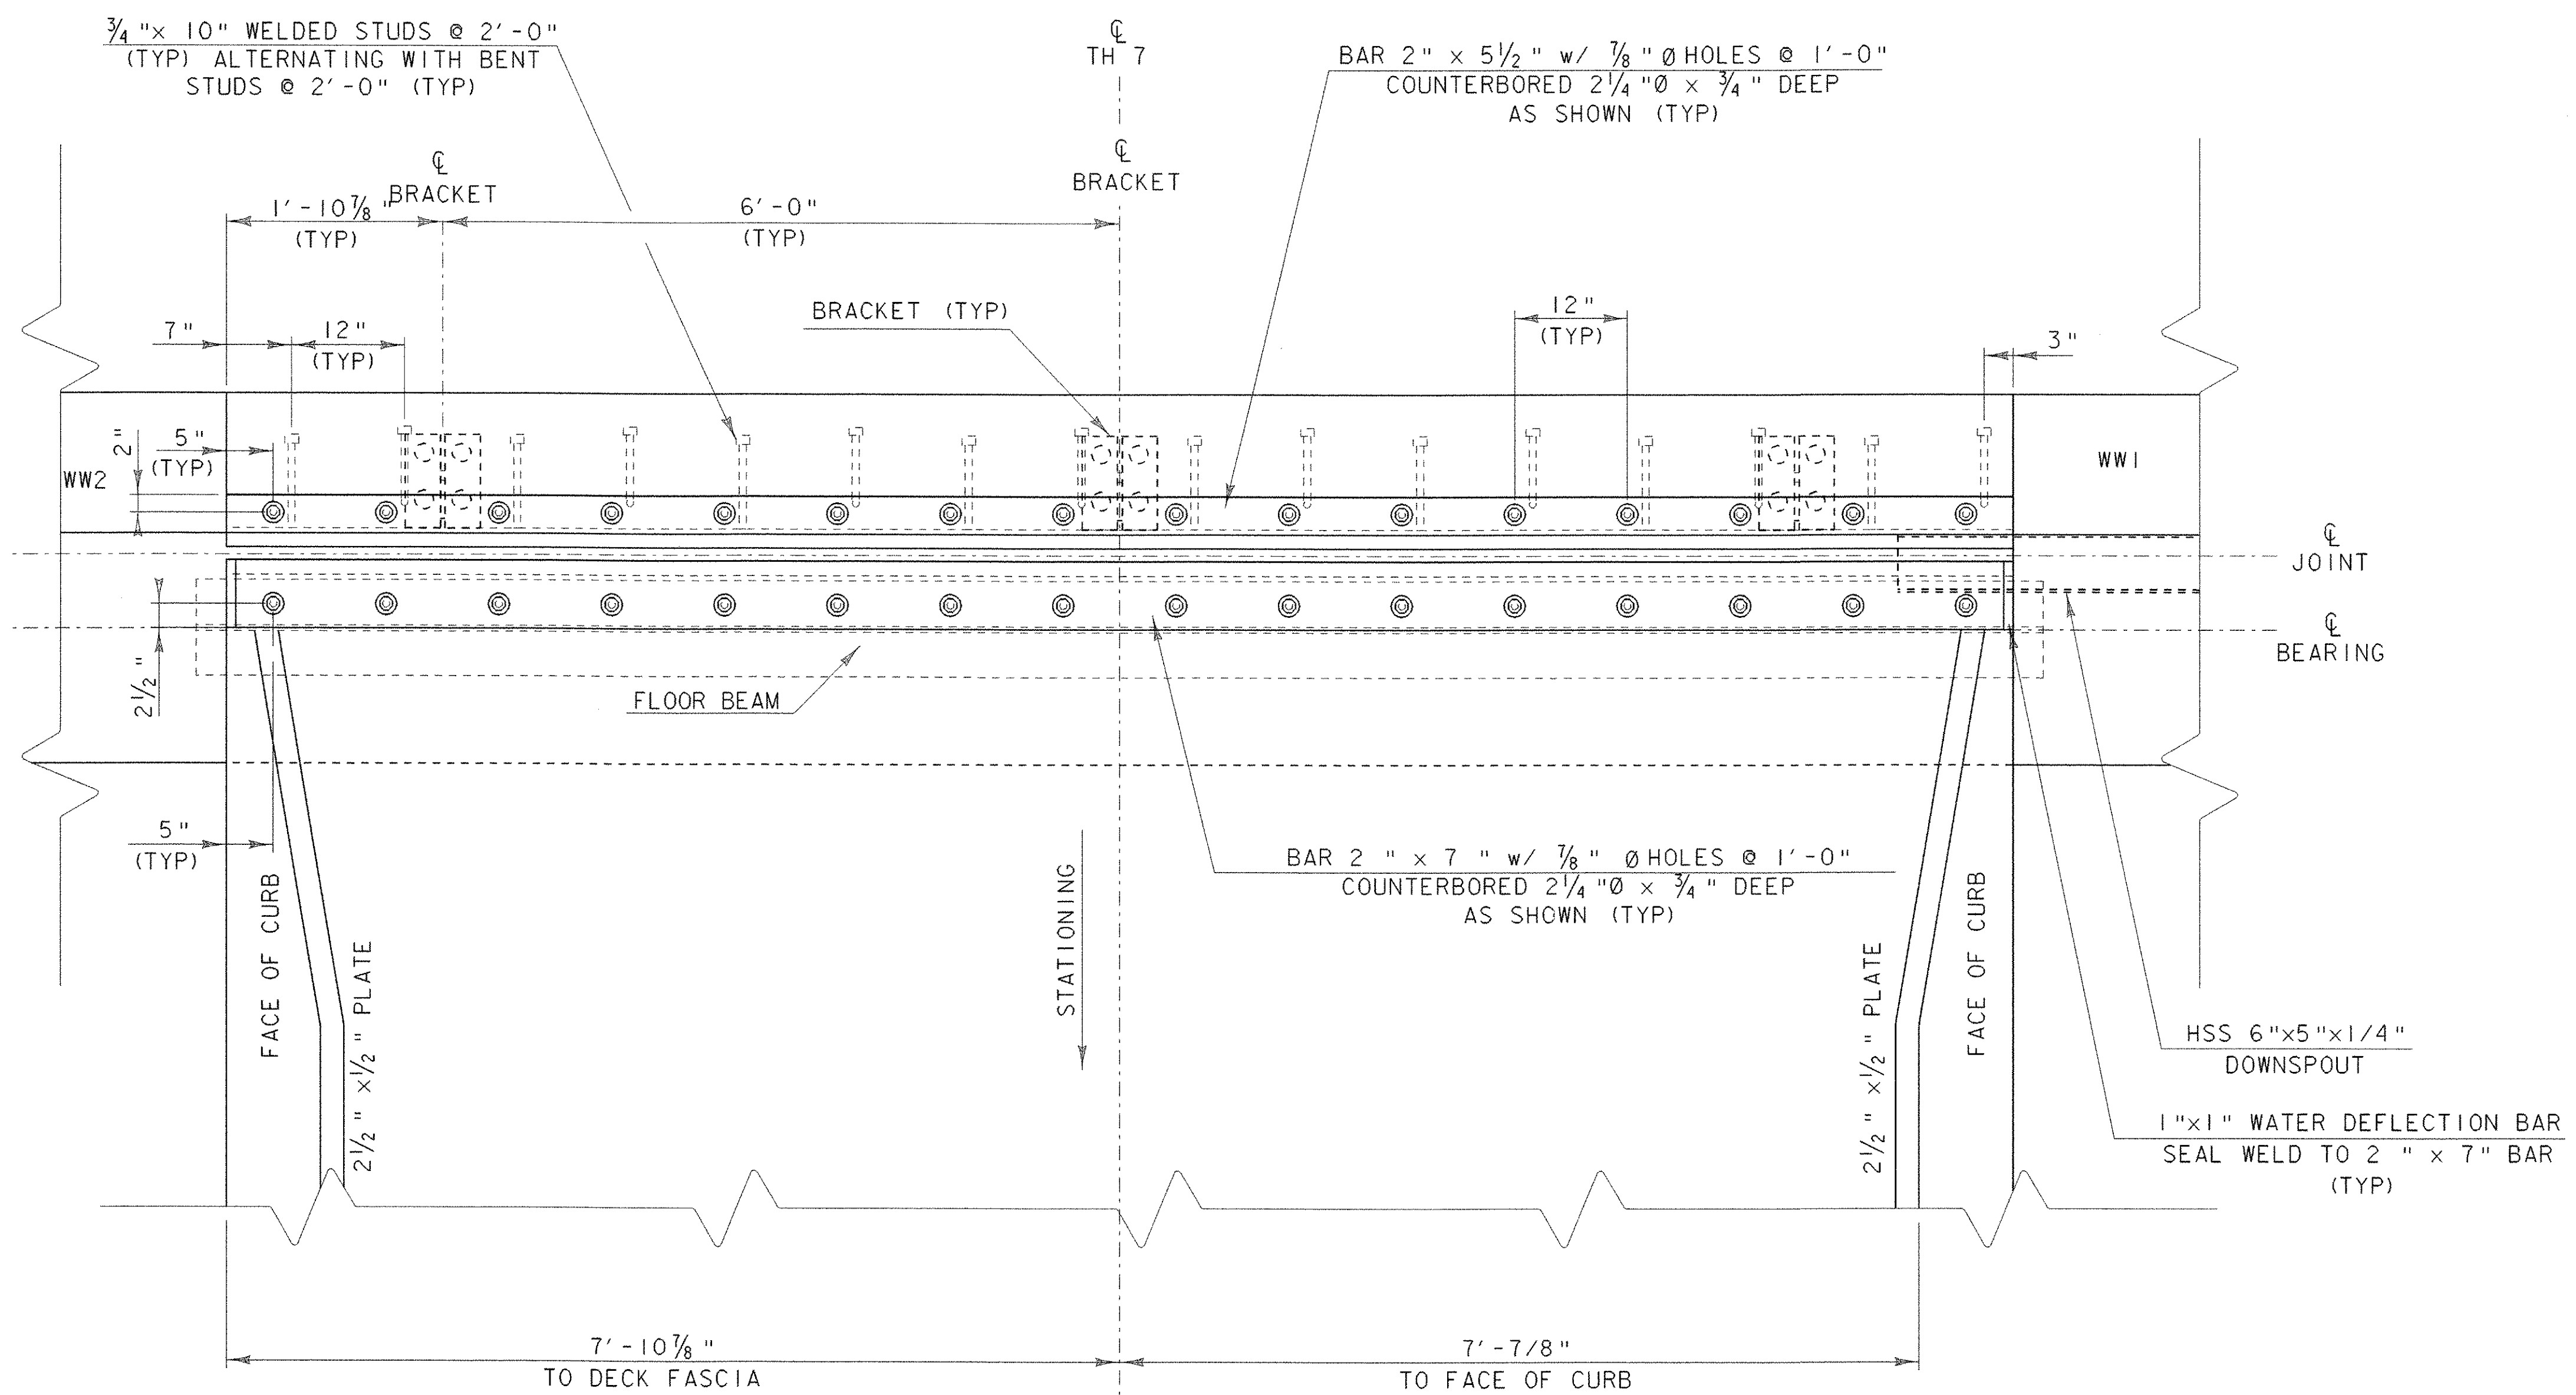 ¾"x 10" WELDED STUDS @ 2'-0"
(TYP) ALTERNATING WITH BENT
STUDS @ 2'-0" (TYP)
℄
TH 7
BAR 2" x 5½" w/ ⅞" Ø HOLES @ 1'-0"
COUNTERBORED 2¼"Ø x ¾" DEEP
AS SHOWN (TYP)
℄
BRACKET
℄
BRACKET
1'-10⅞"
(TYP)
6'-0"
(TYP)
BRACKET (TYP)
7"
12"
(TYP)
12"
(TYP)
3"
2"
5"
(TYP)
WW2
WW1
℄
JOINT
℄
BEARING
2½"
FLOOR BEAM
5"
(TYP)
BAR 2 " x 7 " w/ ⅞" Ø HOLES @ 1'-0"
COUNTERBORED 2¼"Ø x ¾" DEEP
AS SHOWN (TYP)
FACE OF CURB
2½" x½" PLATE
STATIONING
2½" x½" PLATE
FACE OF CURB
HSS 6"x5"x1/4"
DOWNSPOUT
1"x1" WATER DEFLECTION BAR
SEAL WELD TO 2 " x 7" BAR
(TYP)
7'-10⅞"
TO DECK FASCIA
7'-7/8"
TO FACE OF CURB